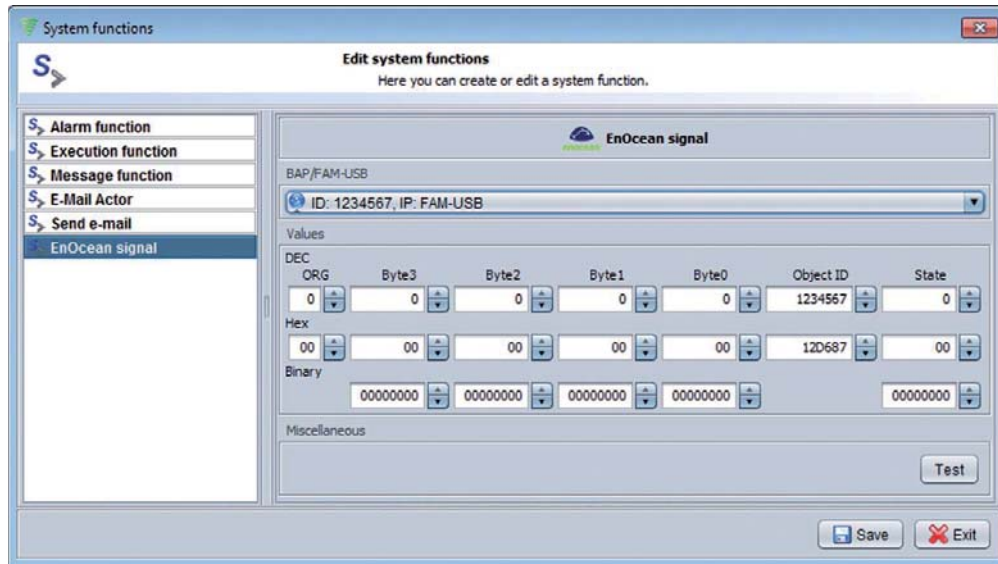 System functions
Edit system functions
Here you can create or edit a system function.
Alarm function
Execution function
Message function
E-Mail Actor
Send e-mail
EnOcean signal
EnOcean signal
BAP/FAM-USB
ID: 1234567, IP: FAM-USB
Values
DEC
ORG Byte3 Byte2 Byte1 Byte0 Object ID State
0 0 0 0 0 1234567 0
Hex
00 00 00 00 00 12D687 00
Binary
00000000 00000000 00000000 00000000 00000000
Miscellaneous
Test
Save Exit